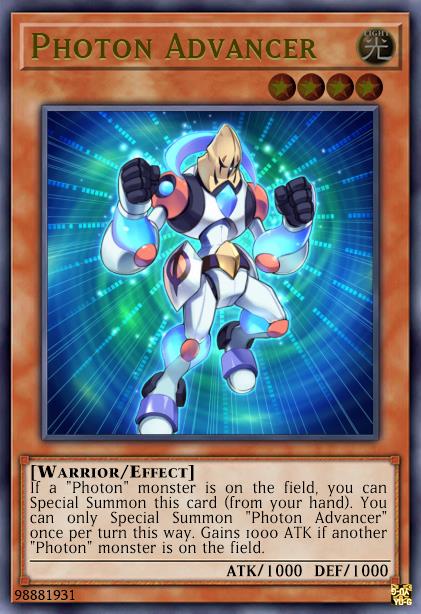 PHOTON ADVANCER
LIGHT
光
[WARRIOR/EFFECT]
If a "Photon" monster is on the field, you can
Special Summon this card (from your hand). You
can only Special Summon "Photon Advancer"
once per turn this way. Gains 1000 ATK if another
"Photon" monster is on the field.
ATK/1000 DEF/1000
98881931